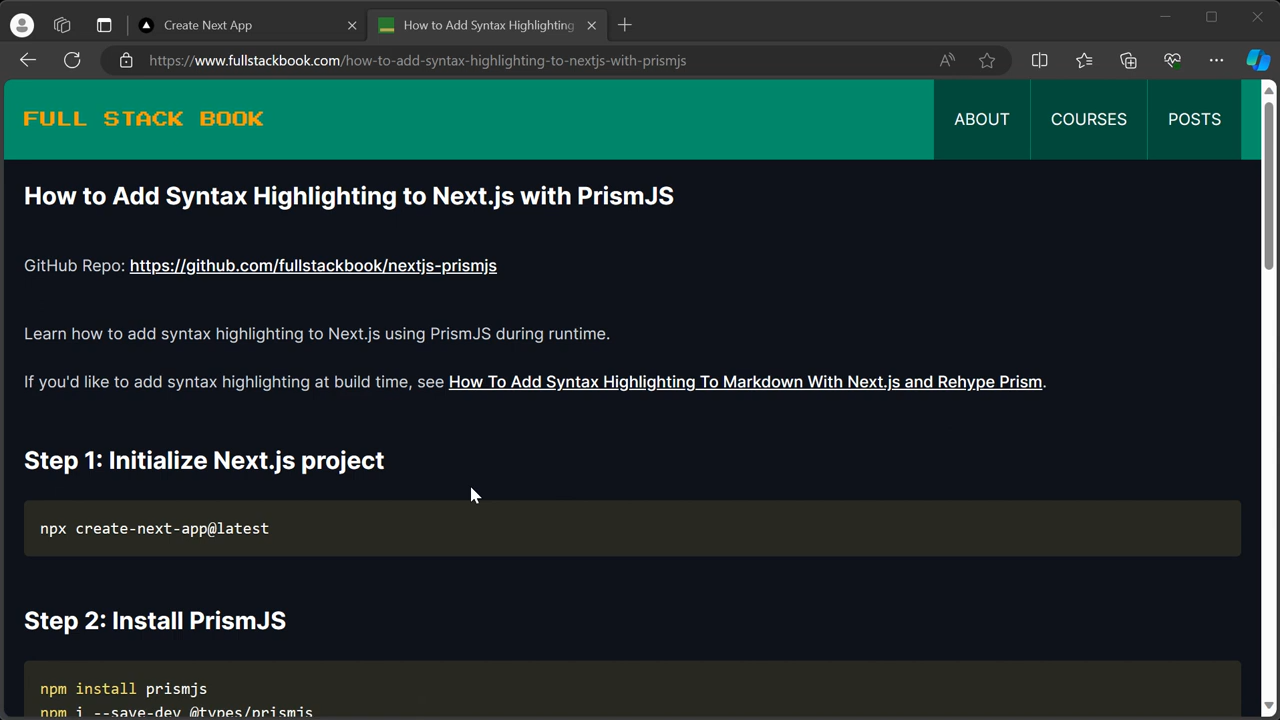 Create Next App
How to Add Syntax Highlighting
https://www.fullstackbook.com/how-to-add-syntax-highlighting-to-nextjs-with-prismjs
FULL STACK BOOK
ABOUT
COURSES
POSTS
How to Add Syntax Highlighting to Next.js with PrismJS
GitHub Repo: https://github.com/fullstackbook/nextjs-prismjs
Learn how to add syntax highlighting to Next.js using PrismJS during runtime.
If you'd like to add syntax highlighting at build time, see How To Add Syntax Highlighting To Markdown With Next.js and Rehype Prism.
Step 1: Initialize Next.js project
npx create-next-app@latest
Step 2: Install PrismJS
npm install prismjs
npm i --save-dev @types/prismjs